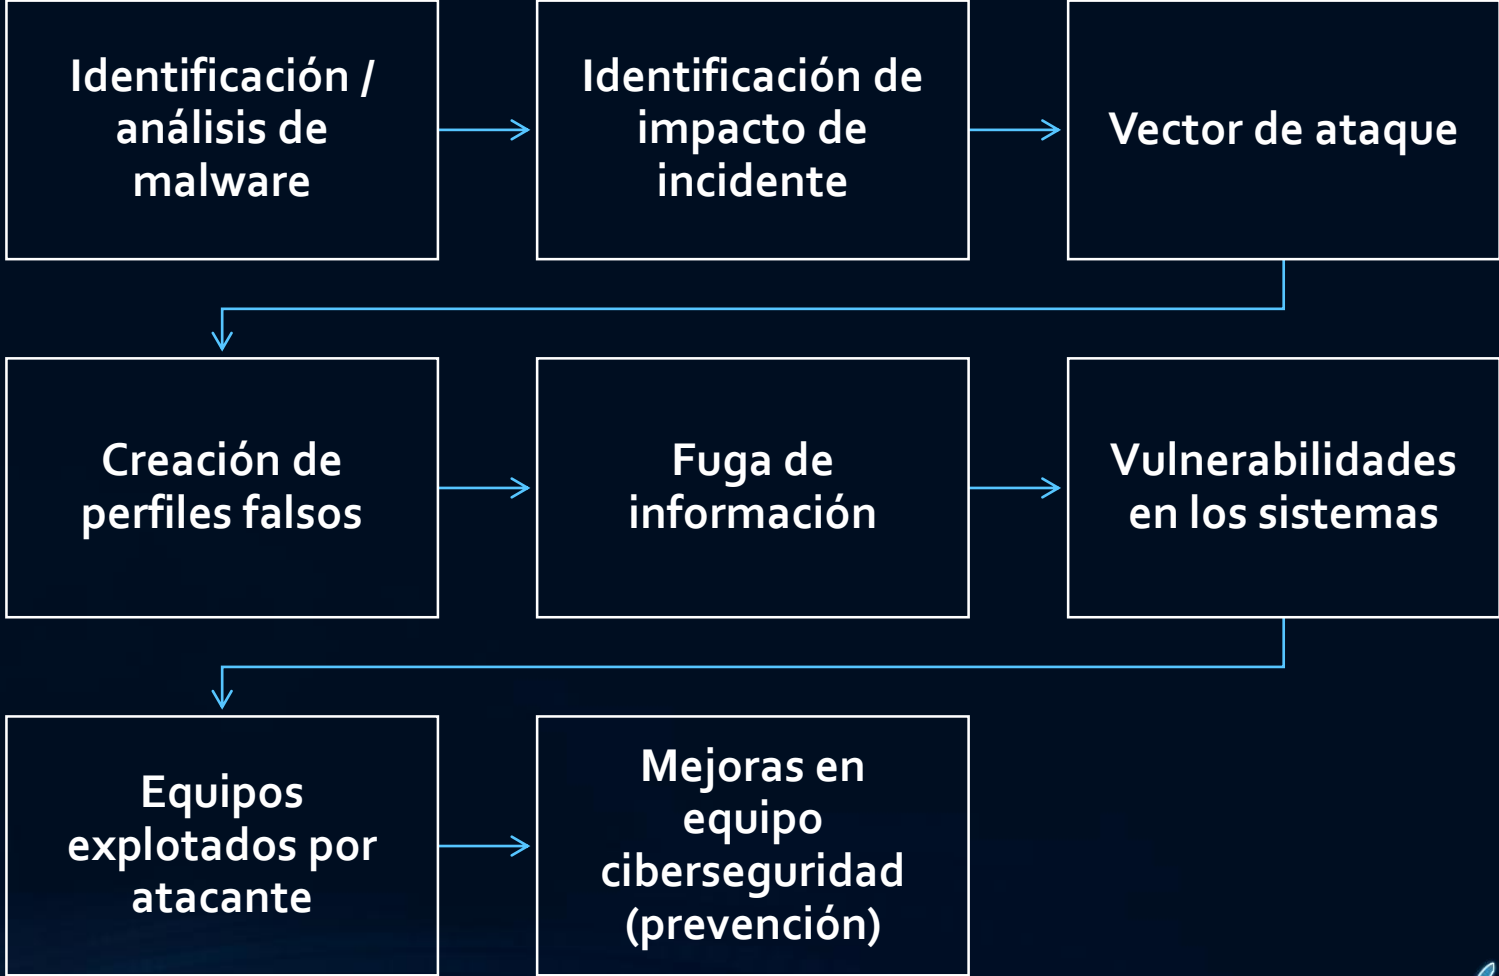 Identificación /
análisis de
malware
Identificación de
impacto de
incidente
Vector de ataque
Creación de
perfiles falsos
Fuga de
información
Vulnerabilidades
en los sistemas
Equipos
explotados por
atacante
Mejoras en
equipo
ciberseguridad
(prevención)